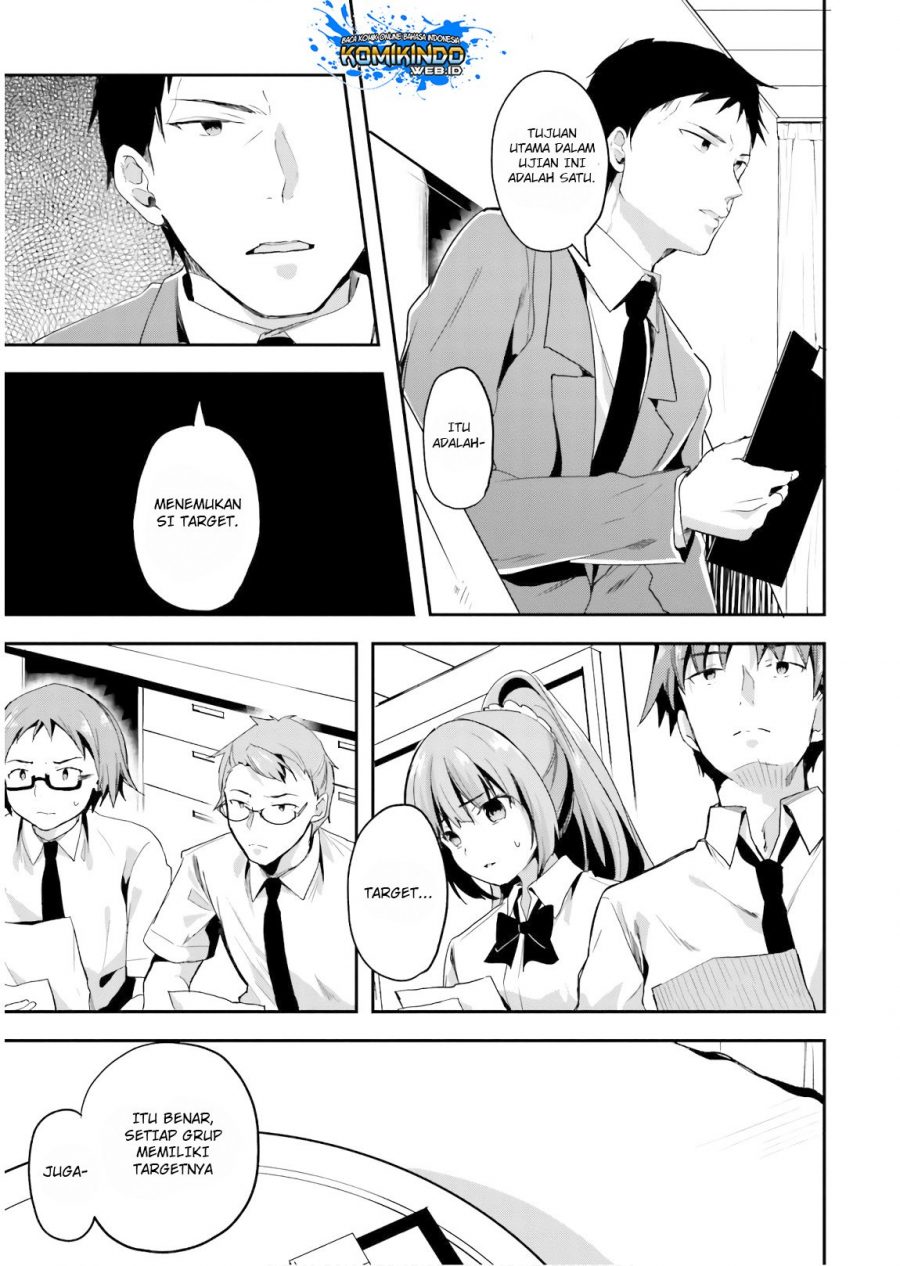 BACA KOMIK ONLINE BAHASA INDONESIA
KOMIKINDO
WEB.ID
TUJUAN
UTAMA DALAM
UJIAN INI
ADALAH SATU.
ITU
ADALAH-
MENEMUKAN
SI TARGET.
TARGET...
ITU BENAR,
SETIAP GRUP
MEMILIKI
TARGETNYA
JUGA-